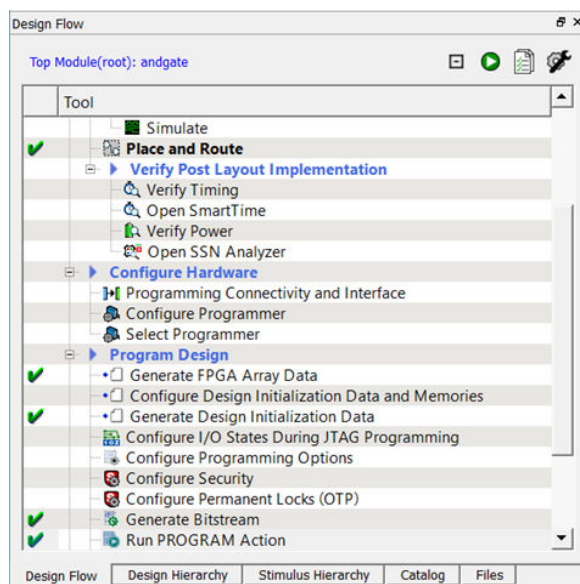 Design Flow
Top Module(root): andgate
Tool
Simulate
Place and Route
Verify Post Layout Implementation
Verify Timing
Open SmartTime
Verify Power
Open SSN Analyzer
Configure Hardware
Programming Connectivity and Interface
Configure Programmer
Select Programmer
Program Design
Generate FPGA Array Data
Configure Design Initialization Data and Memories
Generate Design Initialization Data
Configure I/O States During JTAG Programming
Configure Programming Options
Configure Security
Configure Permanent Locks (OTP)
Generate Bitstream
Run PROGRAM Action
Design Flow Design Hierarchy Stimulus Hierarchy Catalog Files